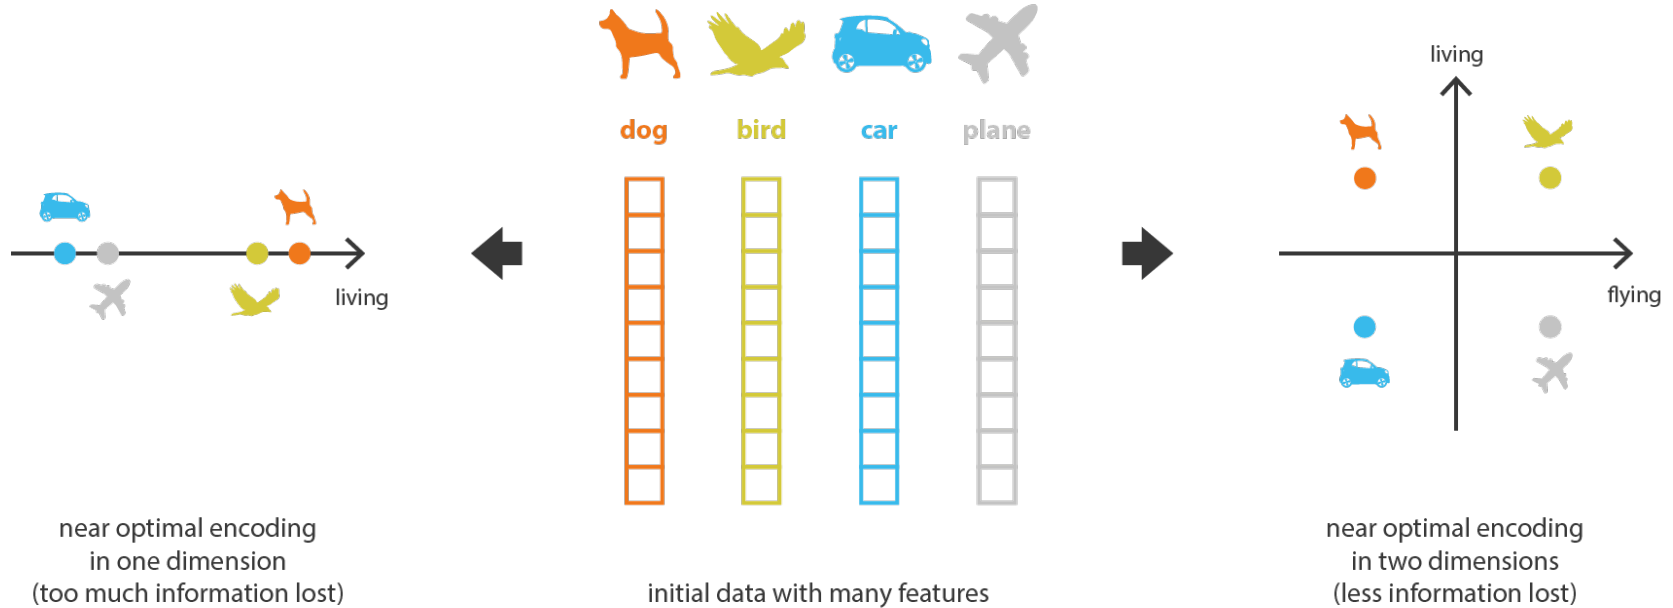 dog bird car plane
living
near optimal encoding
in one dimension
(too much information lost)
initial data with many features
living
flying
near optimal encoding
in two dimensions
(less information lost)